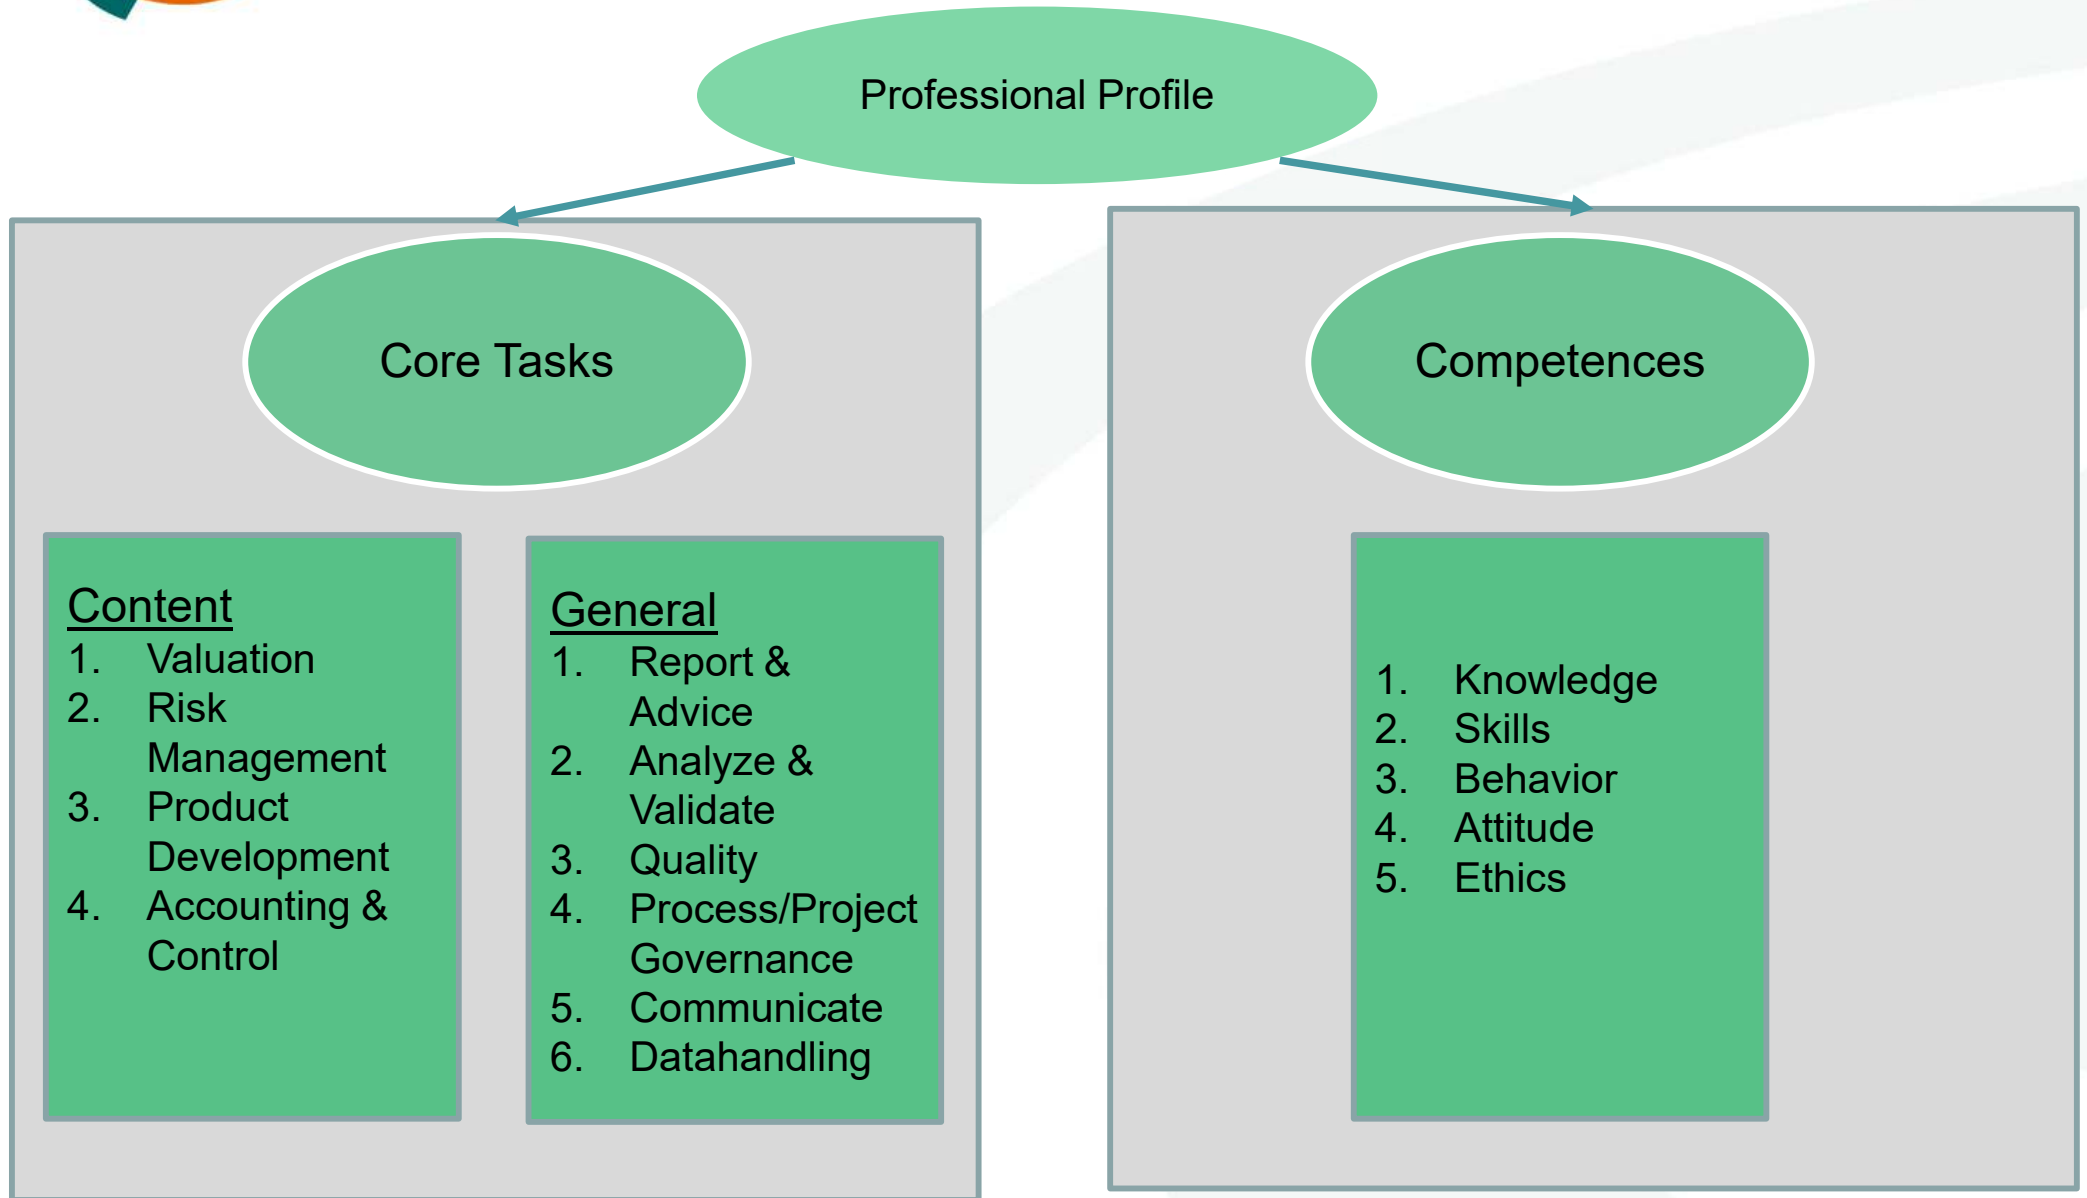 Professional Profile
Core Tasks
Competences
Content
1. Valuation
2. Risk
Management
3. Product
Development
4. Accounting &
Control
General
1. Report &
Advice
2. Analyze &
Validate
3. Quality
4. Process/Project
Governance
5. Communicate
6. Datahandling
1. Knowledge
2. Skills
3. Behavior
4. Attitude
5. Ethics